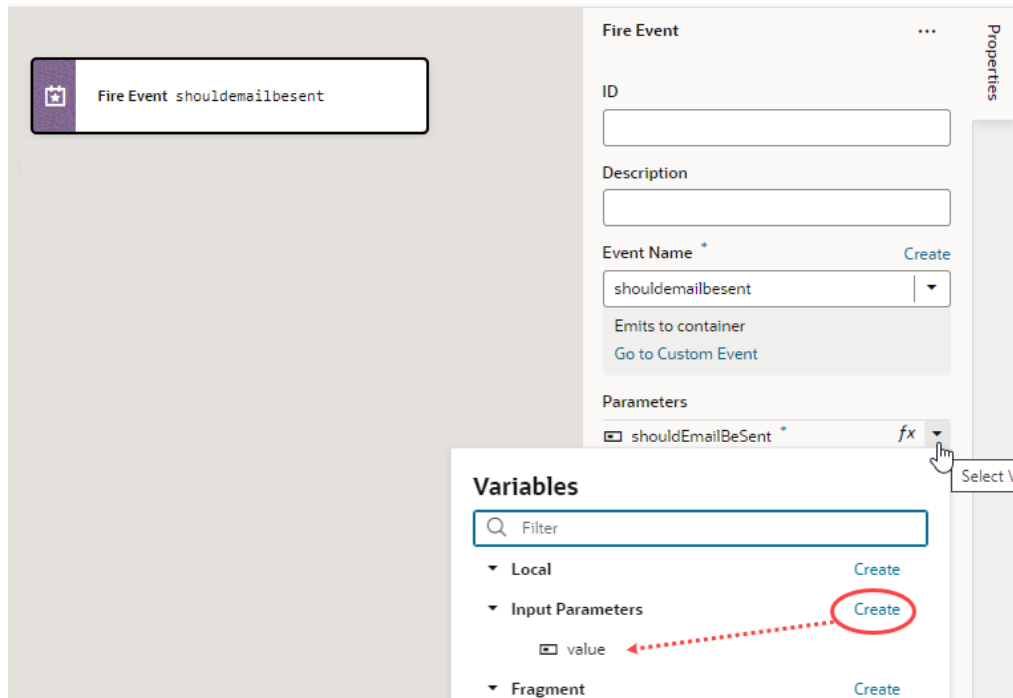 Fire Event
...
Properties
Fire Event shouldemailbesent
ID
Description
Event Name *
Create
shouldemailbesent
Emits to container
Go to Custom Event
Parameters
shouldEmailBeSent *
fx
Select
Variables
Filter
Local
Create
Input Parameters
Create
value
Fragment
Create